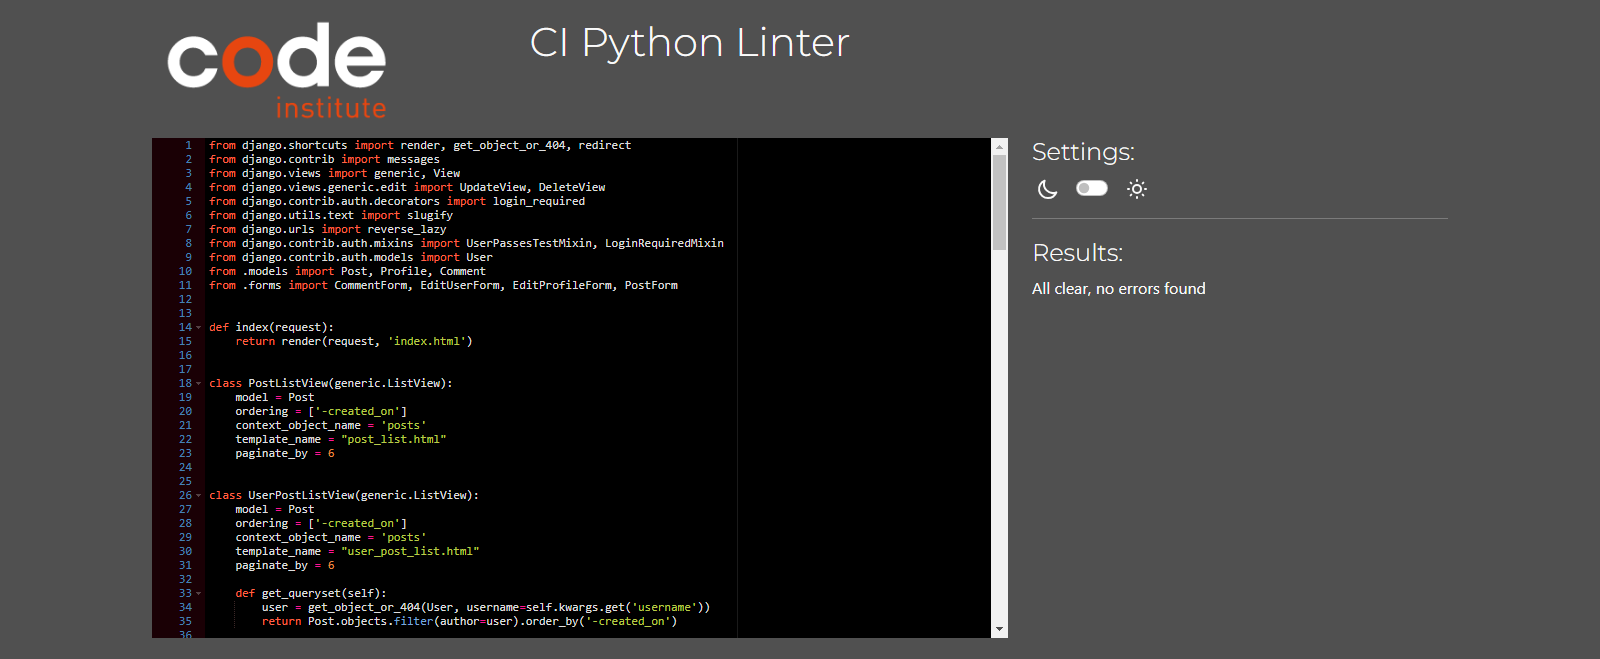 code
institute
CI Python Linter
1 from django.shortcuts import render, get_object_or_404, redirect
2 from django.contrib import messages
3 from django.views import generic, View
4 from django.views.generic.edit import UpdateView, DeleteView
5 from django.contrib.auth.decorators import login_required
6 from django.utils.text import slugify
7 from django.urls import reverse_lazy
8 from django.contrib.auth.mixins import UserPassesTestMixin, LoginRequiredMixin
9 from django.contrib.auth.models import User
10 from .models import Post, Profile, Comment
11 from .forms import CommentForm, EditUserForm, EditProfileForm, PostForm
12
13
14 def index(request):
15     return render(request, 'index.html')
16
17
18 class PostListView(generic.ListView):
19     model = Post
20     ordering = ['-created_on']
21     context_object_name = 'posts'
22     template_name = "post_list.html"
23     paginate_by = 6
24
25
26 class UserPostListView(generic.ListView):
27     model = Post
28     ordering = ['-created_on']
29     context_object_name = 'posts'
30     template_name = "user_post_list.html"
31     paginate_by = 6
32
33     def get_queryset(self):
34         user = get_object_or_404(User, username=self.kwargs.get('username'))
35         return Post.objects.filter(author=user).order_by('-created_on')
36
Settings:
Results:
All clear, no errors found